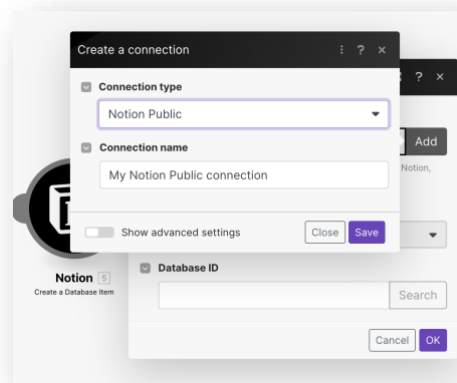 Create a connection
Connection type
Notion Public
Add
Connection name
Notion,
My Notion Public connection
Show advanced settings
Close
Save
Database ID
Notion 5
Create a Database Item
Search
Cancel
OK